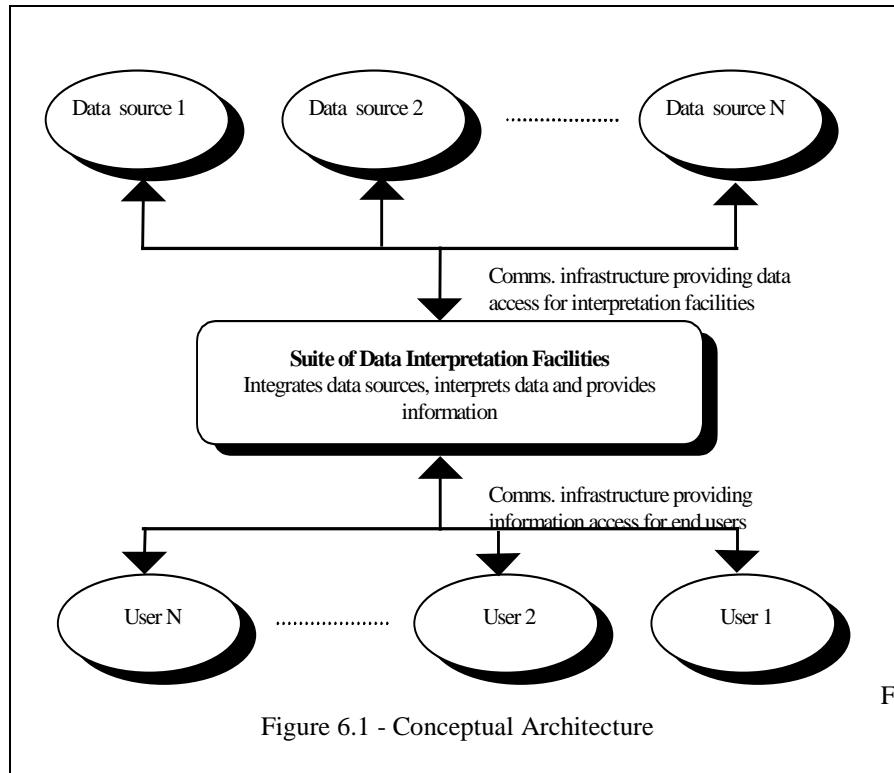 Data source 1
Data source 2
Data source N
Comms. infrastructure providing data
access for interpretation facilities
Suite of Data Interpretation Facilities
Integrates data sources, interprets data and provides
information
Comms. infrastructure providing
information access for end users
User N
User 2
User 1
F
Figure 6.1 - Conceptual Architecture